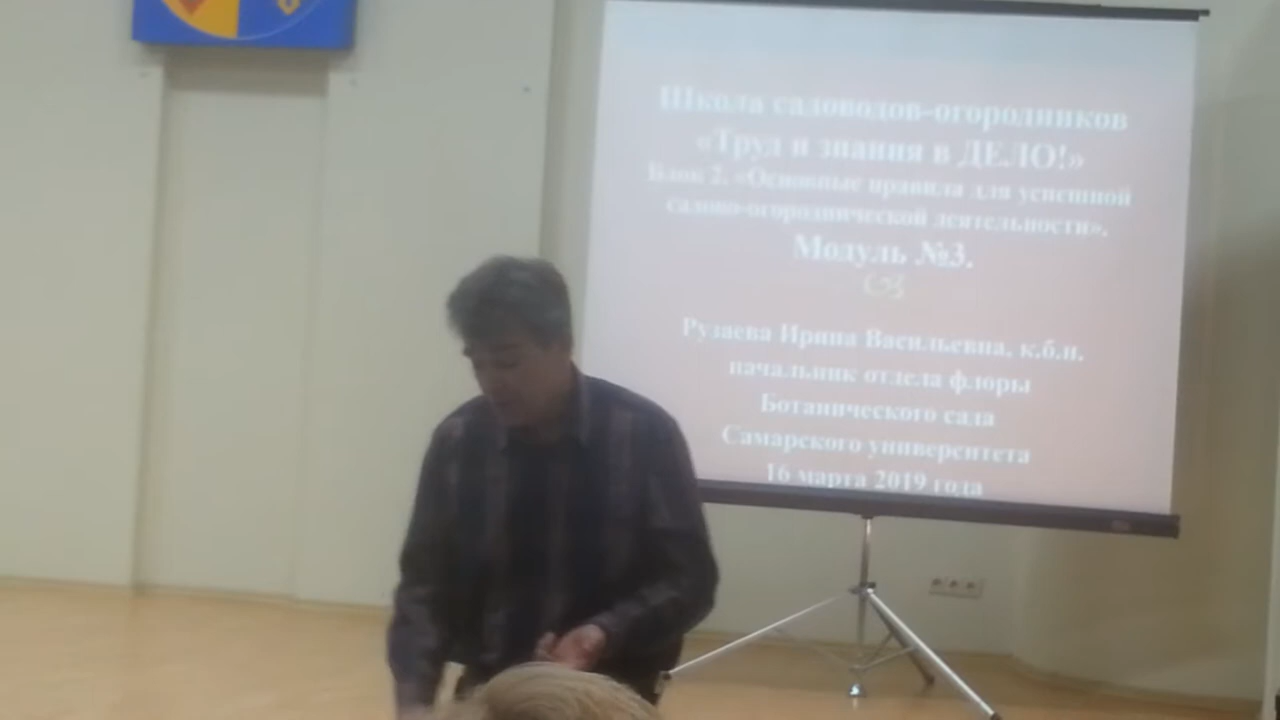 Школа садоводов-огородников
«Труд и знания в ДЕЛО!»
Блок 2. «Основные правила для успешной
садово-огороднической деятельности».
Модуль №3.
Рузаева Ирина Васильевна, к.б.н.
начальник отдела флоры
Ботанического сада
Самарского университета
16 марта 2019 года